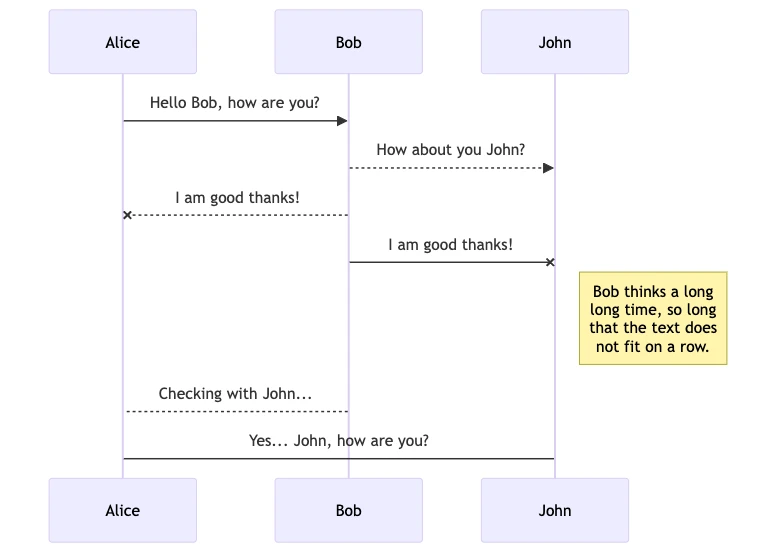 Alice
Bob
John
Hello Bob, how are you?
How about you John?
I am good thanks!
I am good thanks!
Bob thinks a long
long time, so long
that the text does
not fit on a row.
Checking with John...
Yes... John, how are you?
Alice
Bob
John